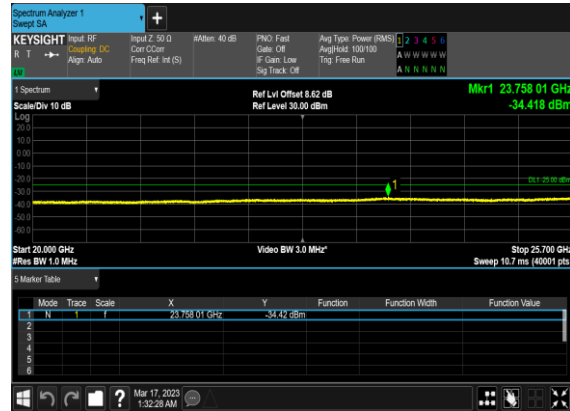 Spectrum Analyzer 1
Swept SA
+
KEYSIGHT Input: RF Input Z: 50 Ω #Atten: 40 dB PNO: Fast Avg Type: Power (RMS) 1 2 3 4 5 6
R T Coupling: DC Corr CCorr Gate: Off Avg|Hold: 100/100 A W W W W W
Align: Auto Freq Ref: Int (S) IF Gain: Low Trig: Free Run
Sig Track: Off A N N N N N
1 Spectrum Ref Lvl Offset 8.62 dB Mkr1 23.758 01 GHz
Scale/Div 10 dB Ref Level 30.00 dBm -34.418 dBm
Log
20.0
10.0
0.00
-10.0
-20.0
DL1 -25.00 dBm
1
-30.0
-40.0
-50.0
-60.0
Start 20.000 GHz Video BW 3.0 MHz* Stop 25.700 GHz
#Res BW 1.0 MHz Sweep 10.7 ms (40001 pts)
5 Marker Table
Mode Trace Scale X Y Function Function Width Function Value
1 N 1 f 23.758 01 GHz -34.42 dBm
2
3
4
5
6
? Mar 17, 2023
1:32:28 AM